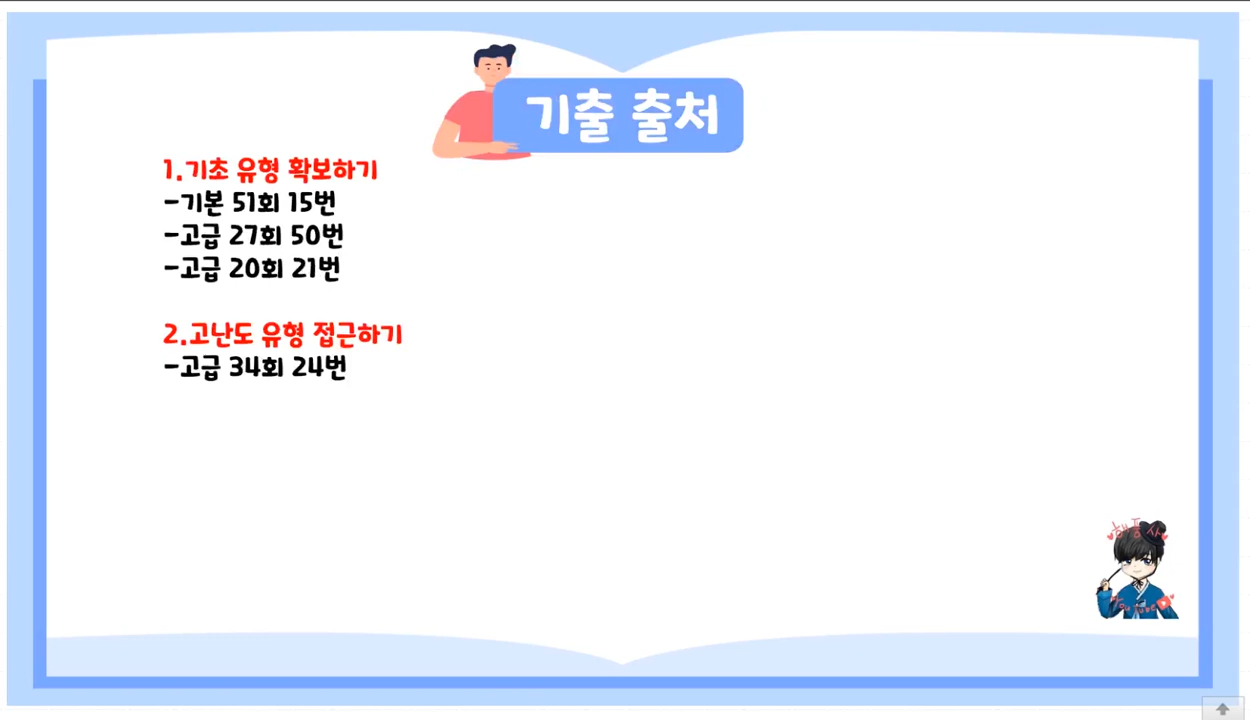 기출 출처
1.기초 유형 확보하기
-기본 51회 15번
-고급 27회 50번
-고급 20회 21번
2.고난도 유형 접근하기
-고급 34회 24번
YouTube